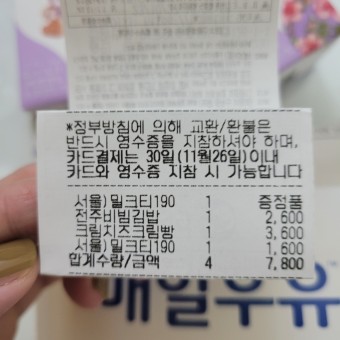 *정부방침에 의해 교환/환불은
반드시 영수증을 지참하셔야 하며,
카드결제는 30일(11월26일)이내
카드와 영수증 지참 시 가능합니다
서울)밀크티190 1 증정품
전주비빔김밥 1 2,600
크림치즈크림빵 1 3,600
서울)밀크티190 1 1,600
합계수량/금액 4 7,800
매일우유